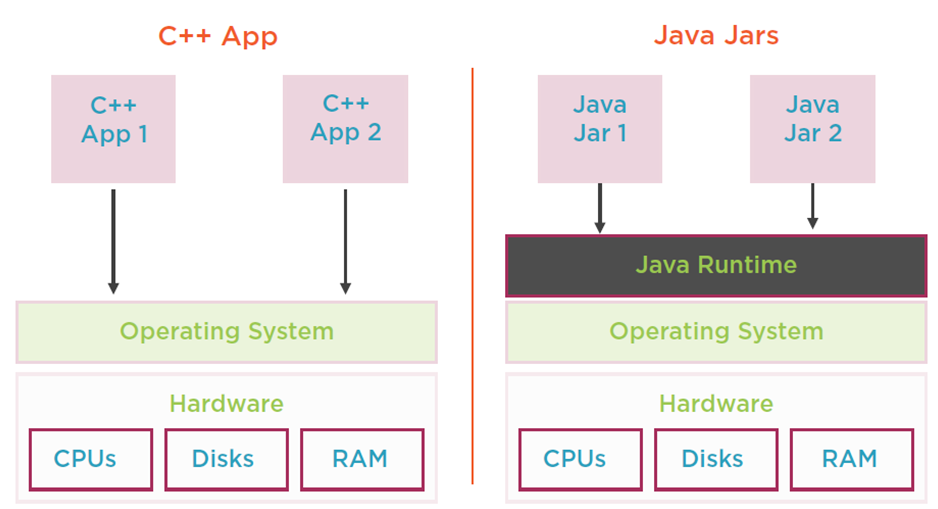 C++ App
C++
App 1
C++
App 2
Operating System
Hardware
CPUs
Disks
RAM
Java Jars
Java
Jar 1
Java
Jar 2
Java Runtime
Operating System
Hardware
CPUs
Disks
RAM